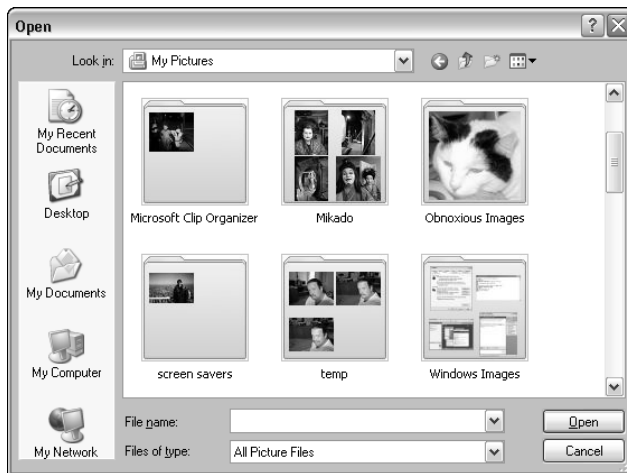 Open
Look in:
My Pictures
My Recent
Documents
Desktop
My Documents
My Computer
My Network
Microsoft Clip Organizer
Mikado
Obnoxious Images
screen savers
temp
Windows Images
File name:
Open
Files of type:
All Picture Files
Cancel